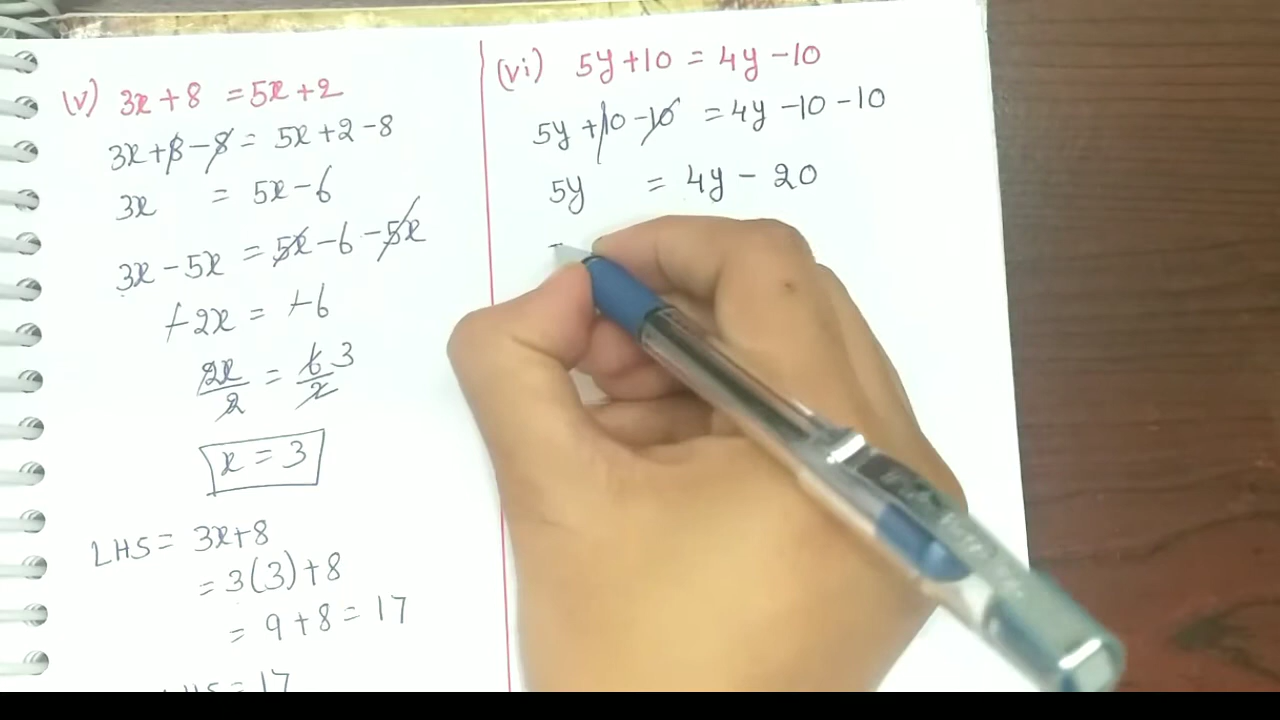 (v) 3x + 8 = 5x + 2
3x + 8 - 8 = 5x + 2 - 8
3x = 5x - 6
3x - 5x = 5x - 6 - 5x
-2x = -6
2x/2 = 6/2 3
x = 3
LHS = 3x + 8
= 3(3) + 8
= 9 + 8 = 17
LHS = 17
(vi) 5y + 10 = 4y - 10
5y + 10 - 10 = 4y - 10 - 10
5y = 4y - 20